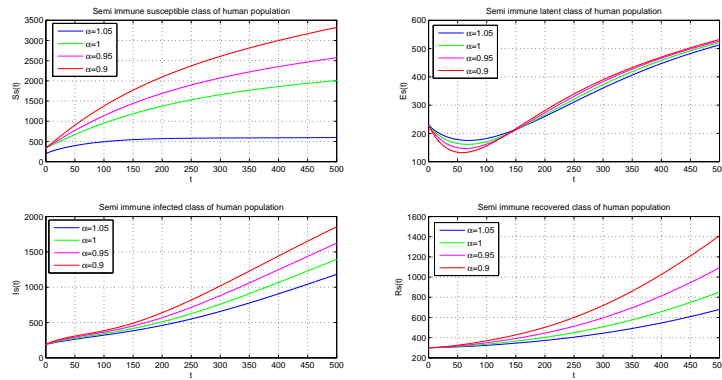 Semi immune susceptible class of human population
3500
3000
2500
2000
1500
1000
500
0
Ss(t)
α=1.05
α=1
α=0.95
α=0.9
0 50 100 150 200 250 300 350 400 450 500
t
Semi immune latent class of human population
600
500
400
300
200
100
Es(t)
α=1.05
α=1
α=0.95
α=0.9
0 50 100 150 200 250 300 350 400 450 500
t
Semi immune infected class of human population
2000
1500
1000
500
0
Is(t)
α=1.05
α=1
α=0.95
α=0.9
0 50 100 150 200 250 300 350 400 450 500
t
Semi immune recovered class of human population
1600
1400
1200
1000
800
600
400
200
Rs(t)
α=1.05
α=1
α=0.95
α=0.9
0 50 100 150 200 250 300 350 400 450 500
t